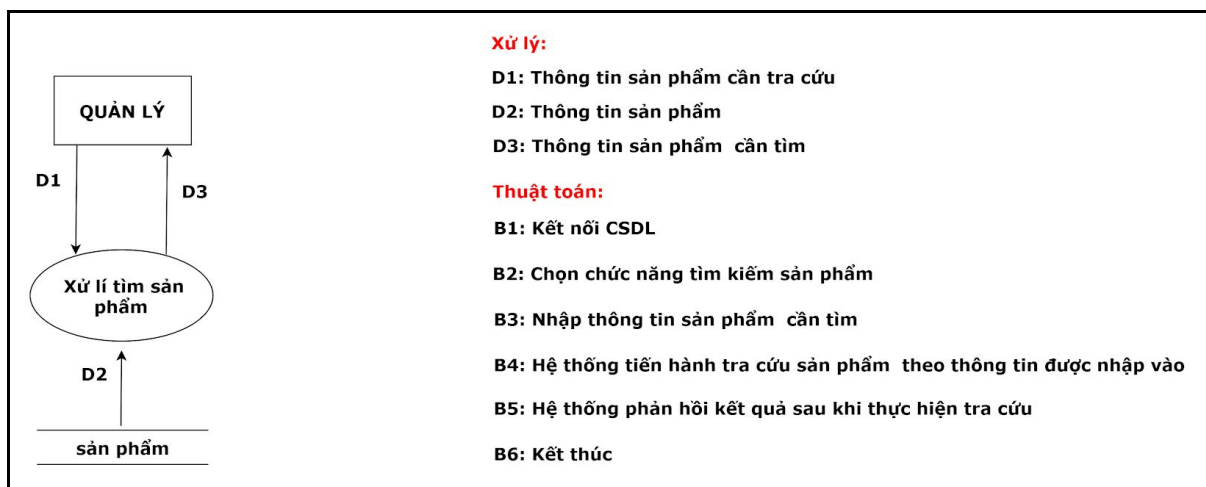 QUẢN LÝ
D1
D3
Xử lí tìm sản
phẩm
D2
sản phẩm
Xử lý:
D1: Thông tin sản phẩm cần tra cứu
D2: Thông tin sản phẩm
D3: Thông tin sản phẩm cần tìm
Thuật toán:
B1: Kết nối CSDL
B2: Chọn chức năng tìm kiếm sản phẩm
B3: Nhập thông tin sản phẩm cần tìm
B4: Hệ thống tiến hành tra cứu sản phẩm theo thông tin được nhập vào
B5: Hệ thống phản hồi kết quả sau khi thực hiện tra cứu
B6: Kết thúc